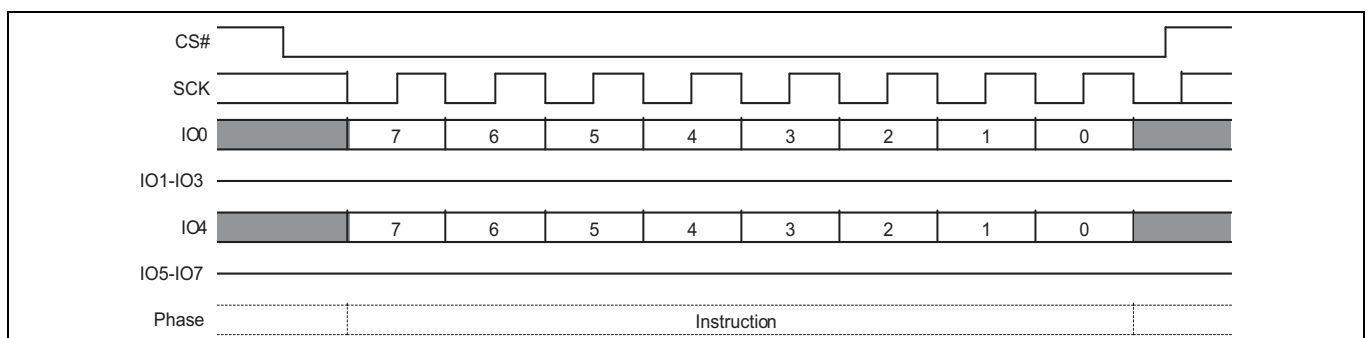 CS#
SCK
IO0 7 6 5 4 3 2 1 0
IO1-IO3
IO4 7 6 5 4 3 2 1 0
IO5-IO7
Phase Instruction